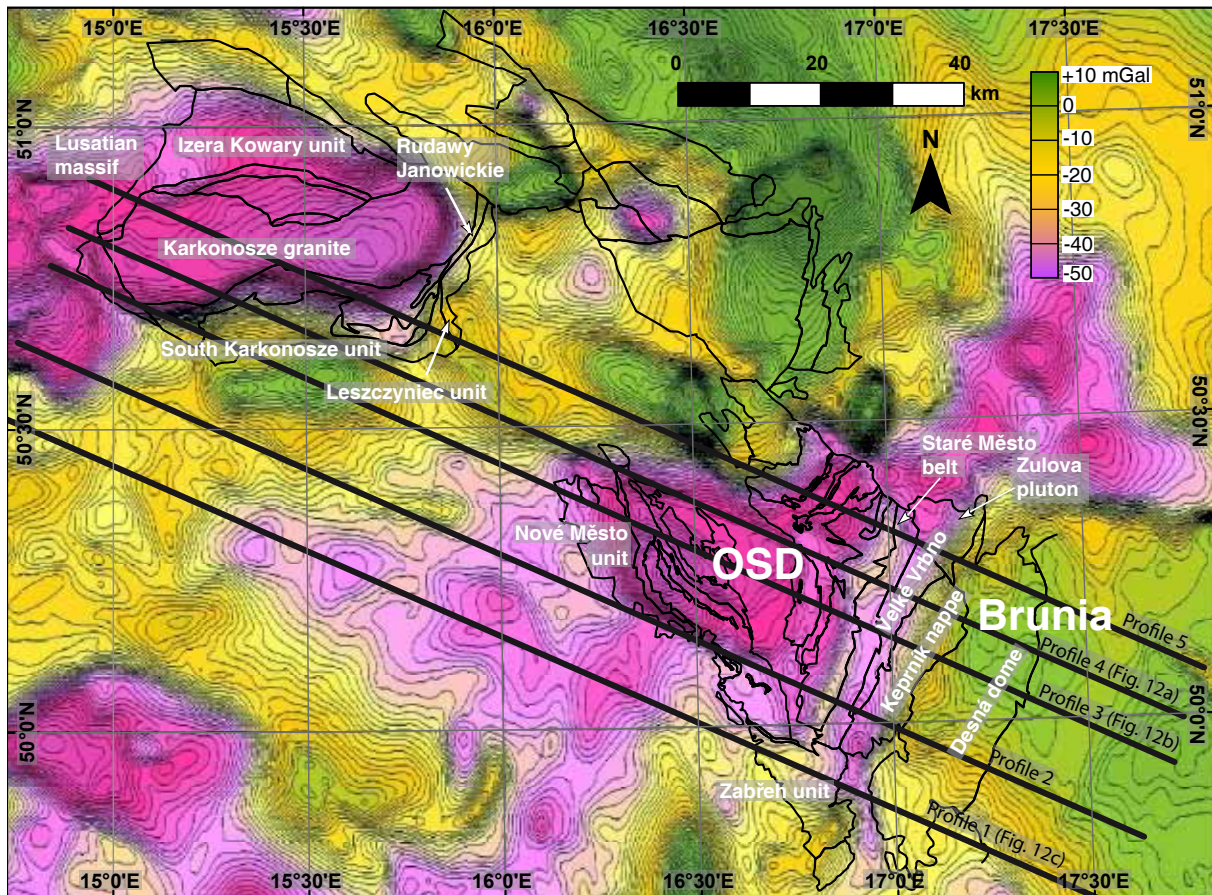 15°0'E
15°30'E
16°0'E
16°30'E
17°0'E
17°30'E
0
20
40
km
+10 mGal
0
-10
-20
-30
-40
-50
N
51°0'N
51°0'N
Lusatian
massif
Izera Kowary unit
Rudawy
Janowickie
Karkonosze granite
South Karkonosze unit
Leszczyniec unit
50°30'N
50°30'N
Staré Město
belt
Zulova
pluton
Nové Město
unit
OSD
Velké Vrbno
Keprník nappe
Brunia
Desná dome
Profile 5
Profile 4 (Fig. 12a)
Profile 3 (Fig. 12b)
Profile 2
Profile 1 (Fig. 12c)
50°0'N
50°0'N
Zabřeh unit
15°0'E
15°30'E
16°0'E
16°30'E
17°0'E
17°30'E